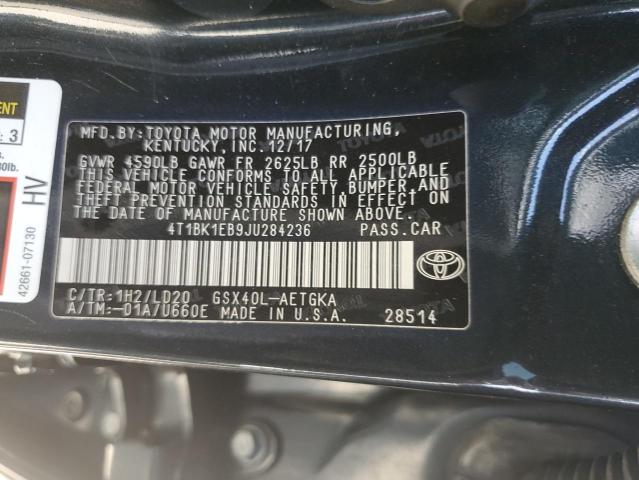 MFD.BY:TOYOTA MOTOR MANUFACTURING,
KENTUCKY,INC.12/17
GVWR 4590LB GAWR FR 2625LB RR 2500LB
THIS VEHICLE CONFORMS TO ALL APPLICABLE
FEDERAL MOTOR VEHICLE SAFETY,BUMPER,AND
THEFT PREVENTION STANDARDS IN EFFECT ON
THE DATE OF MANUFACTURE SHOWN ABOVE.
4T1BK1EB9JU284236 PASS.CAR
C/TR:1H2/LD20 GSX40L-AETGKA
A/TM:-01A/U660E MADE IN U.S.A. 28514
TOYOTA
3
HV
42661-07130